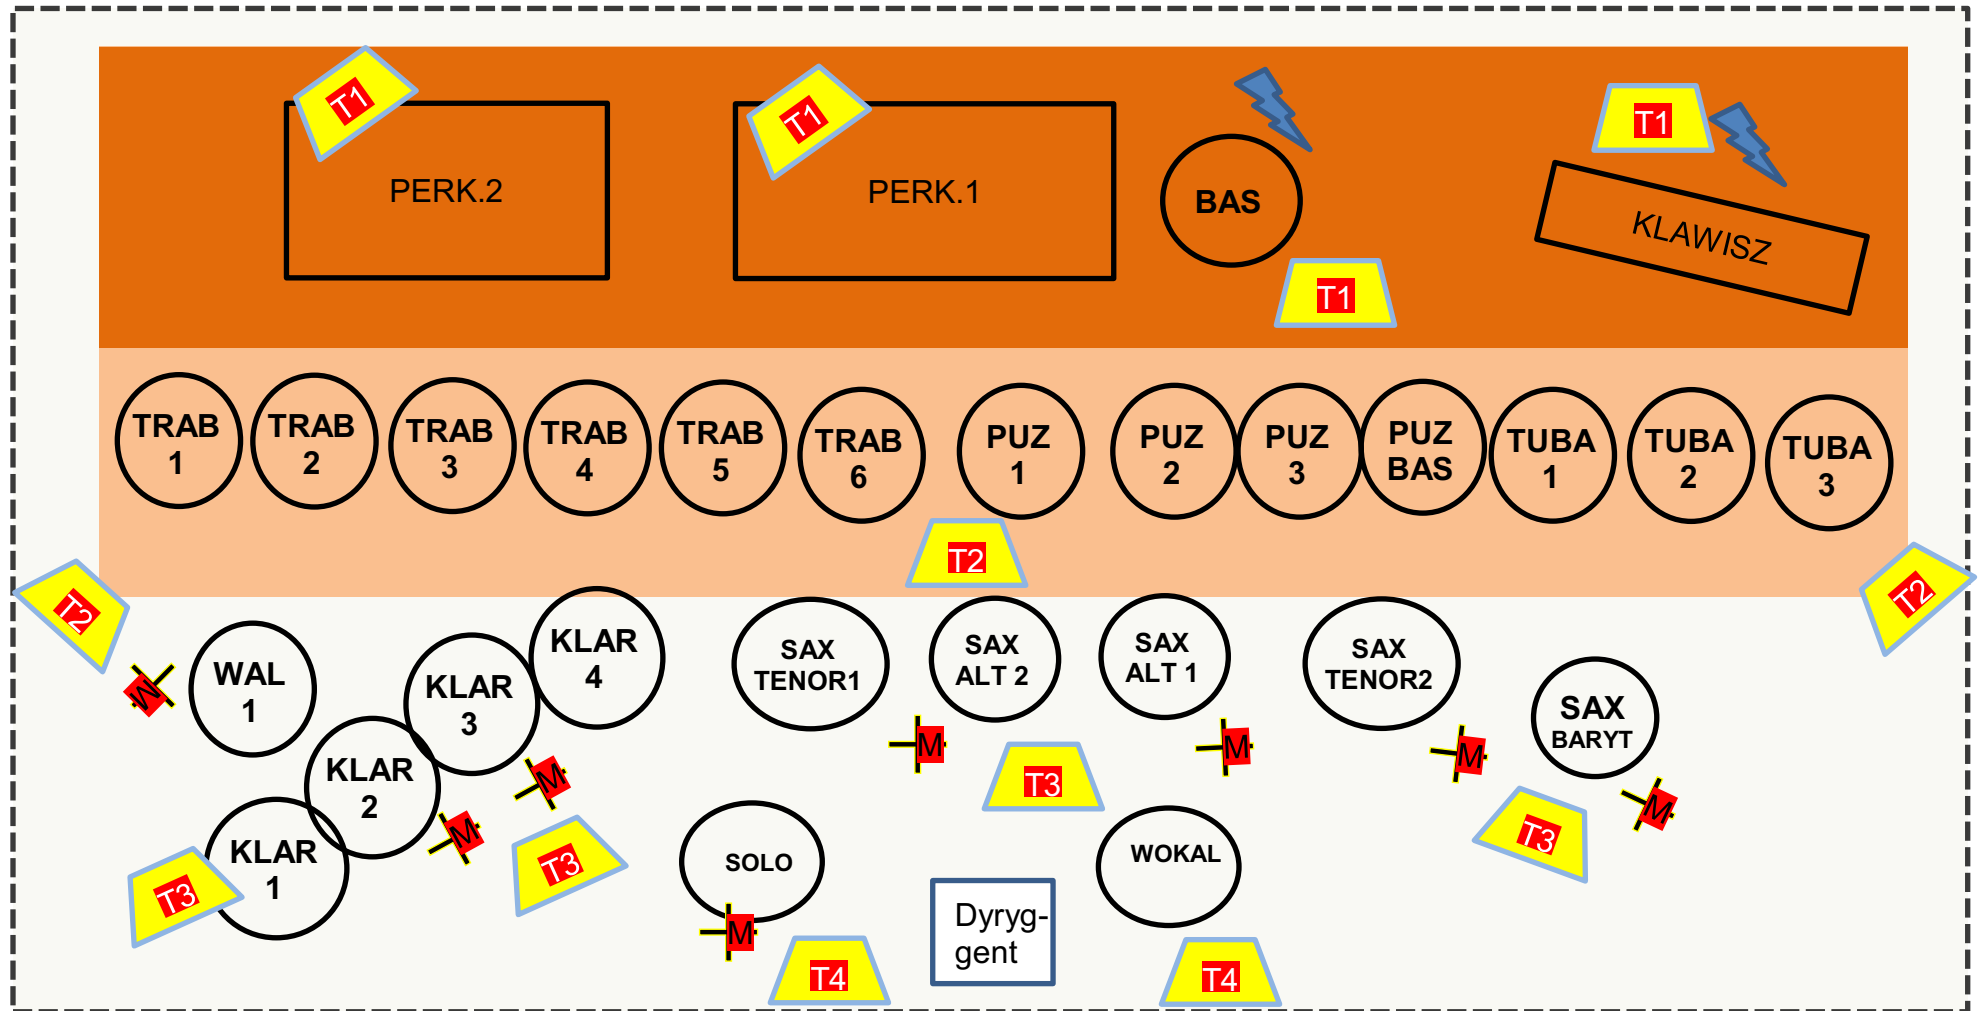 T1
T1
T1
PERK.2
PERK.1
BAS
KLAWISZ
T1
TRAB
1
TRAB
2
TRAB
3
TRAB
4
TRAB
5
TRAB
6
PUZ
1
PUZ
2
PUZ
3
PUZ
BAS
TUBA
1
TUBA
2
TUBA
3
T2
T2
T2
WAL
1
KLAR
4
KLAR
3
KLAR
2
KLAR
1
SAX
TENOR1
SAX
ALT 2
SAX
ALT 1
SAX
TENOR2
SAX
BARYT
M
M
M
M
M
M
M
T3
T3
T3
T3
SOLO
M
WOKAL
Dyryg-
gent
T4
T4